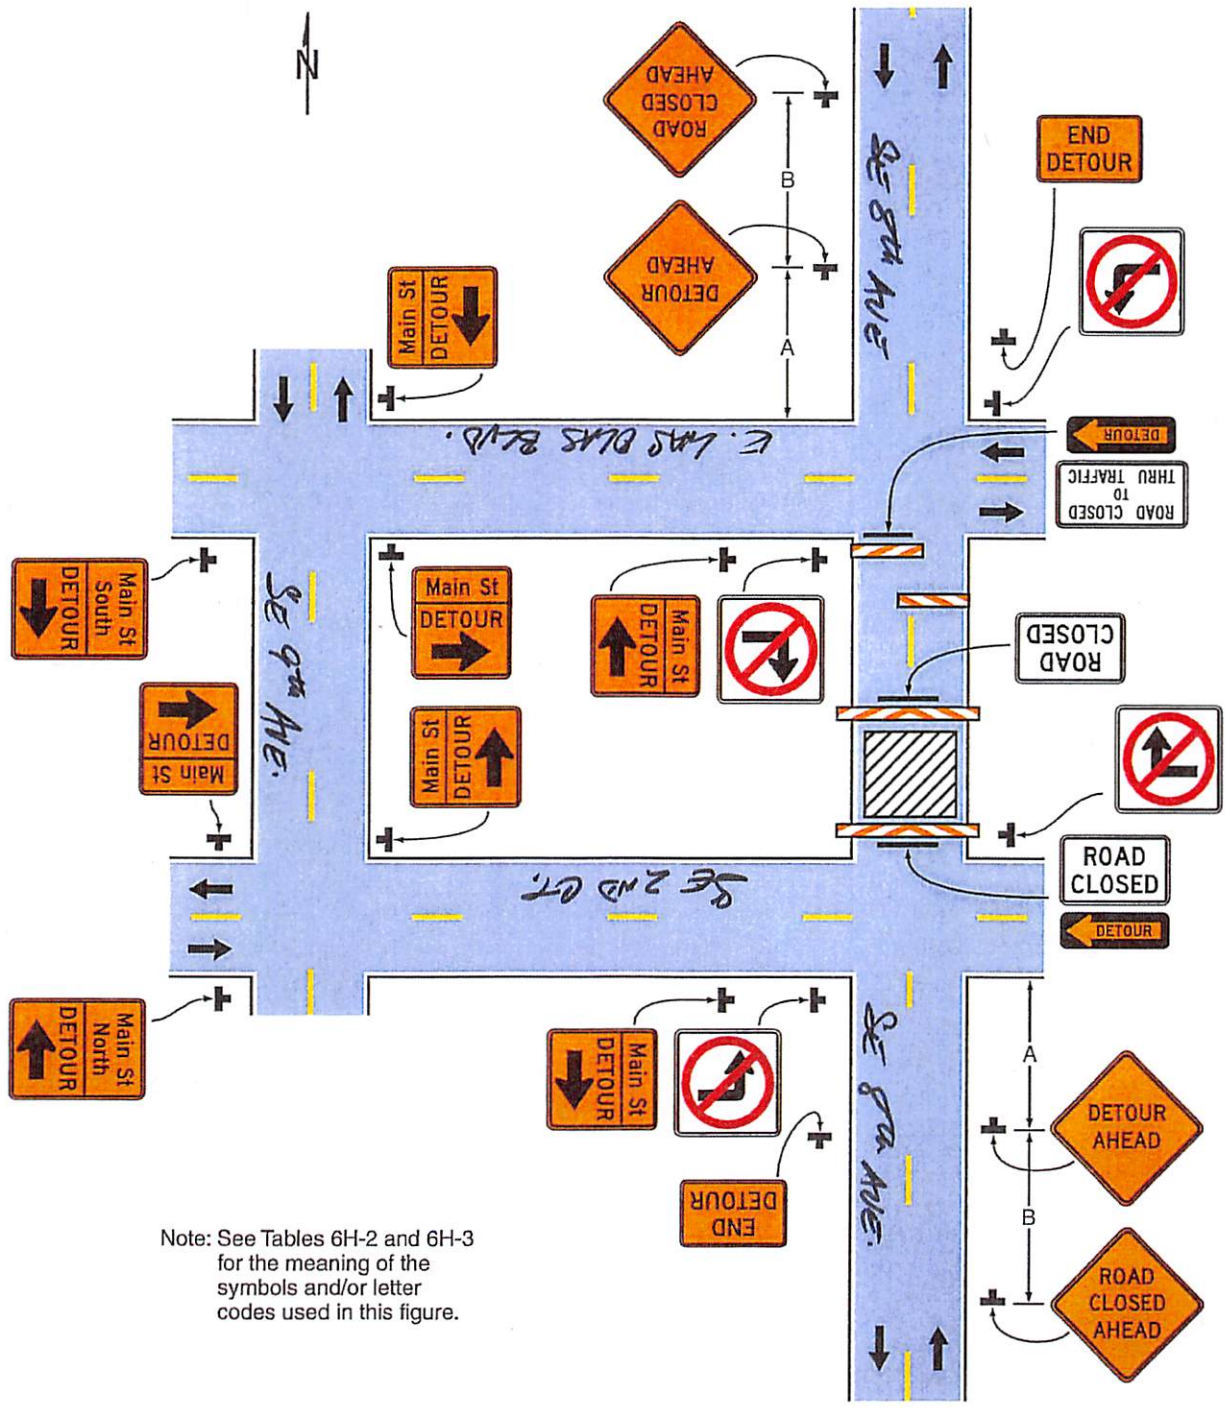 N
ROAD
CLOSED
AHEAD
B
DETOUR
AHEAD
A
SE 8th AVE
END
DETOUR
Main St
DETOUR
E. LAS OLAS BLVD.
DETOUR
ROAD CLOSED
TO
THRU TRAFFIC
Main St
South
DETOUR
SE 9th AVE.
Main St
DETOUR
Main St
DETOUR
ROAD
CLOSED
Main St
DETOUR
Main St
DETOUR
ROAD
CLOSED
DETOUR
SE 2ND CT.
Main St
North
DETOUR
Main St
DETOUR
SE 8th AVE.
A
DETOUR
AHEAD
END
DETOUR
B
ROAD
CLOSED
AHEAD
Note: See Tables 6H-2 and 6H-3
for the meaning of the
symbols and/or letter
codes used in this figure.